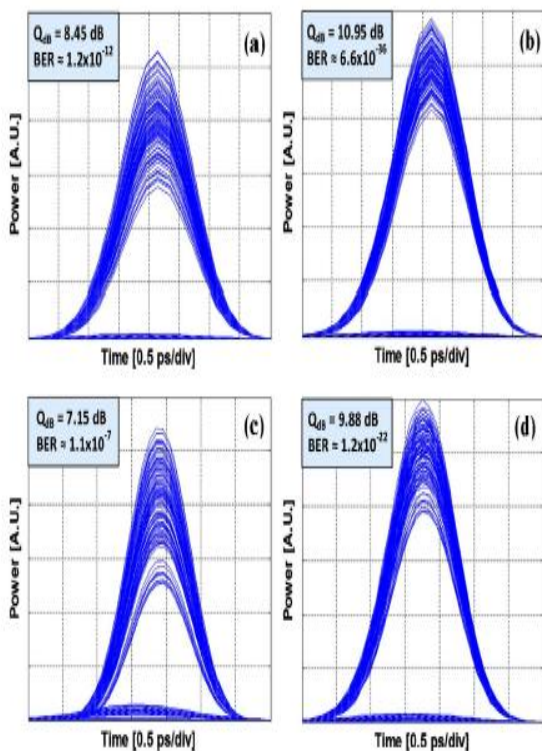 Q_dB = 8.45 dB
BER ≈ 1.2x10^-12
(a)
Power [A.U.]
Time [0.5 ps/div]
Q_dB = 10.95 dB
BER ≈ 6.6x10^-36
(b)
Power [A.U.]
Time [0.5 ps/div]
Q_dB = 7.15 dB
BER ≈ 1.1x10^-7
(c)
Power [A.U.]
Time [0.5 ps/div]
Q_dB = 9.88 dB
BER ≈ 1.2x10^-22
(d)
Power [A.U.]
Time [0.5 ps/div]